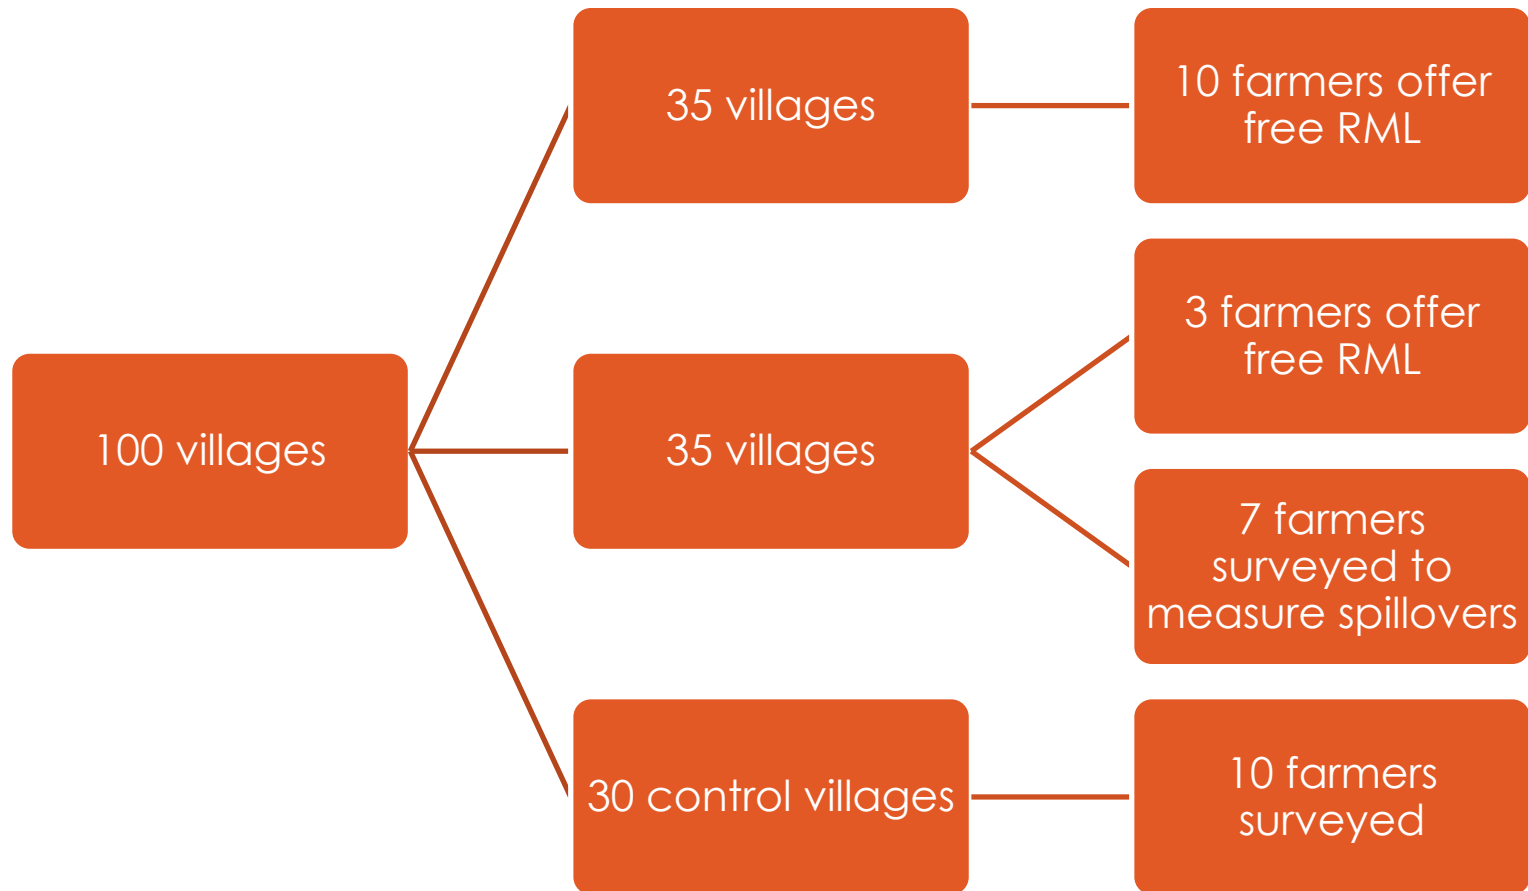 100 villages
35 villages
10 farmers offer
free RML
35 villages
3 farmers offer
free RML
7 farmers
surveyed to
measure spillovers
30 control villages
10 farmers
surveyed